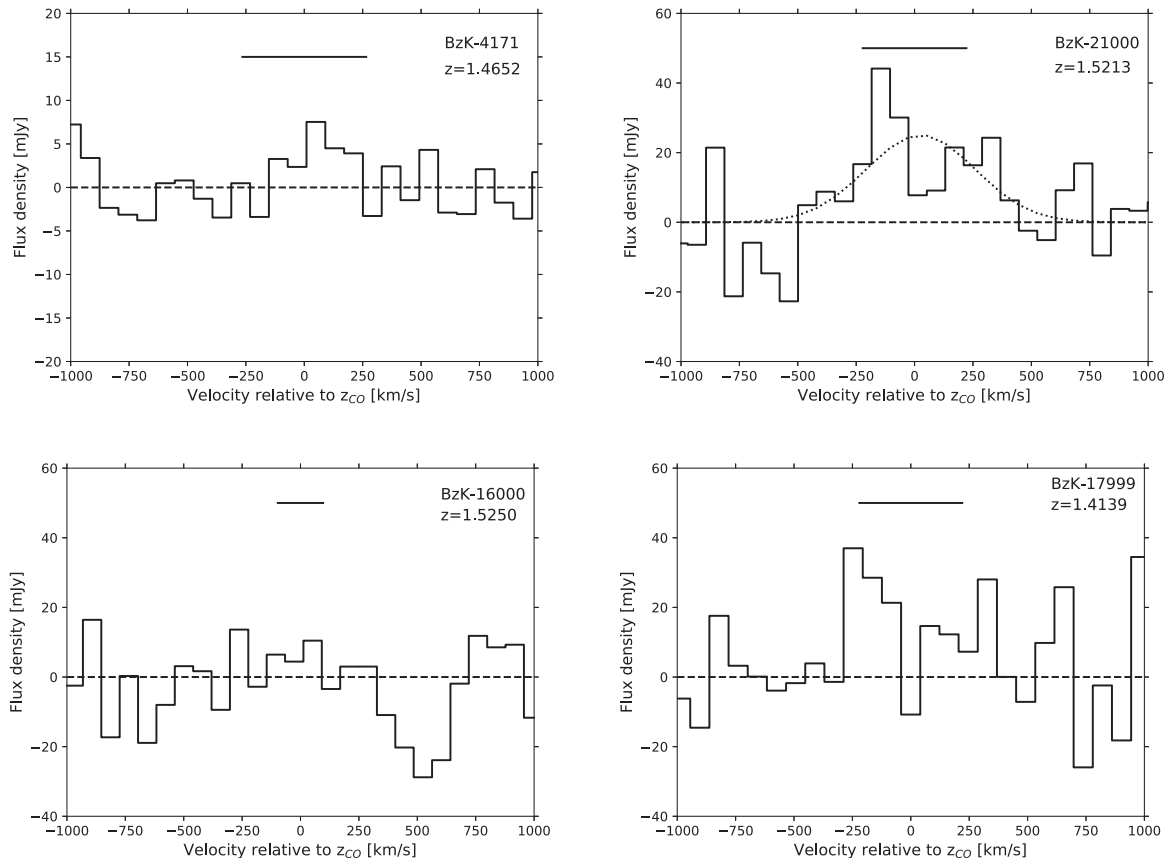 20
15
10
5
0
−5
−10
−15
−20
Flux density [mJy]
BzK-4171
z=1.4652
−1000 −750 −500 −250 0 250 500 750 1000
Velocity relative to z_CO [km/s]
60
40
20
0
−20
−40
Flux density [mJy]
BzK-21000
z=1.5213
−1000 −750 −500 −250 0 250 500 750 1000
Velocity relative to z_CO [km/s]
60
40
20
0
−20
−40
Flux density [mJy]
BzK-16000
z=1.5250
−1000 −750 −500 −250 0 250 500 750 1000
Velocity relative to z_CO [km/s]
60
40
20
0
−20
−40
Flux density [mJy]
BzK-17999
z=1.4139
−1000 −750 −500 −250 0 250 500 750 1000
Velocity relative to z_CO [km/s]